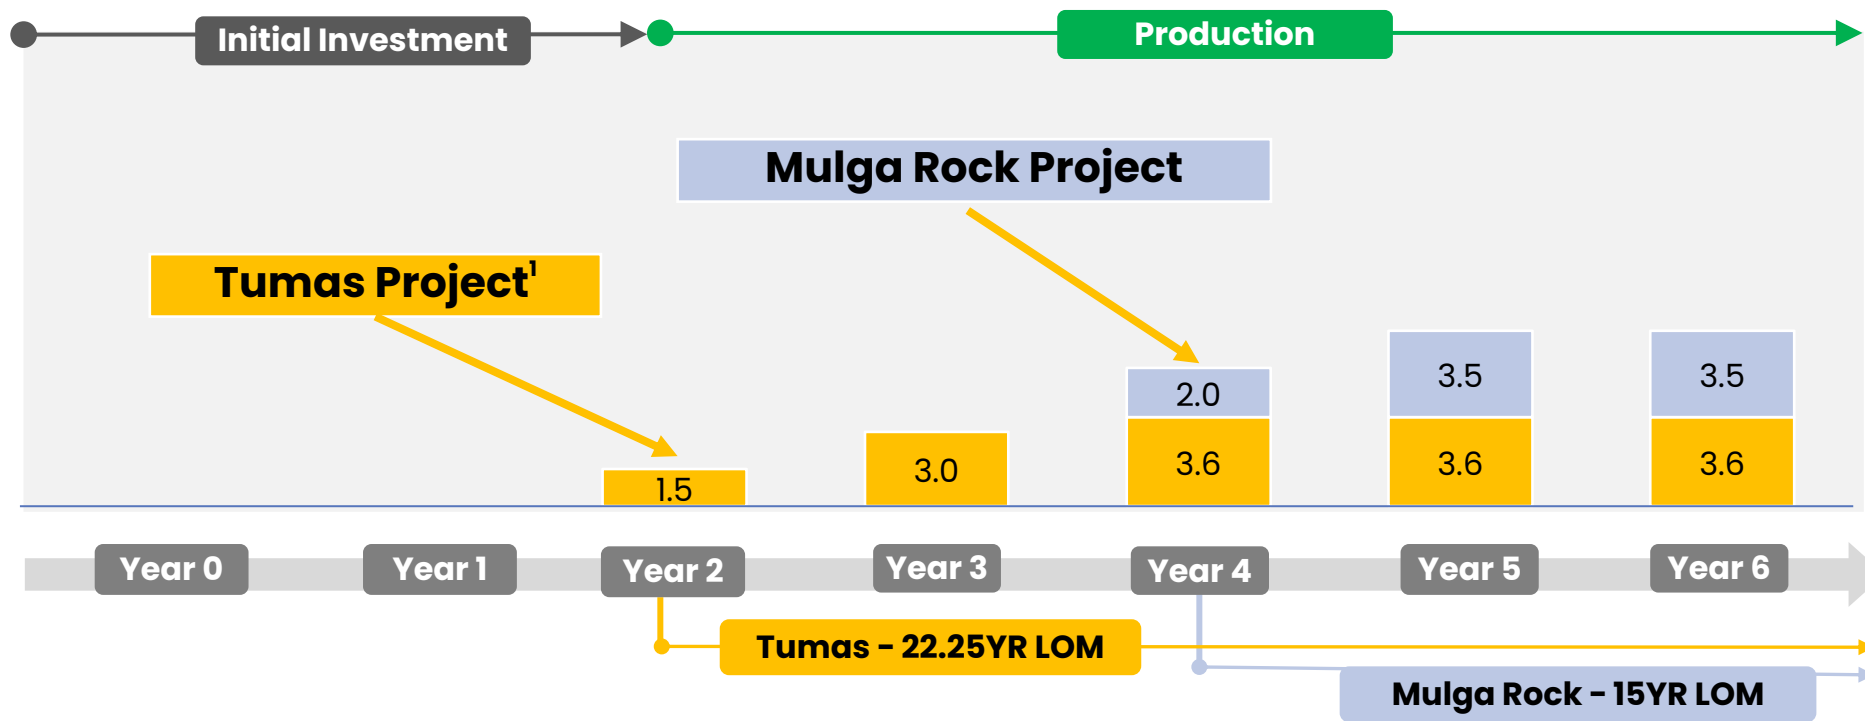 Initial Investment
Production
Mulga Rock Project
Tumas Project¹
2.0
3.5
3.5
1.5
3.0
3.6
3.6
3.6
Year 0
Year 1
Year 2
Year 3
Year 4
Year 5
Year 6
Tumas - 22.25YR LOM
Mulga Rock - 15YR LOM